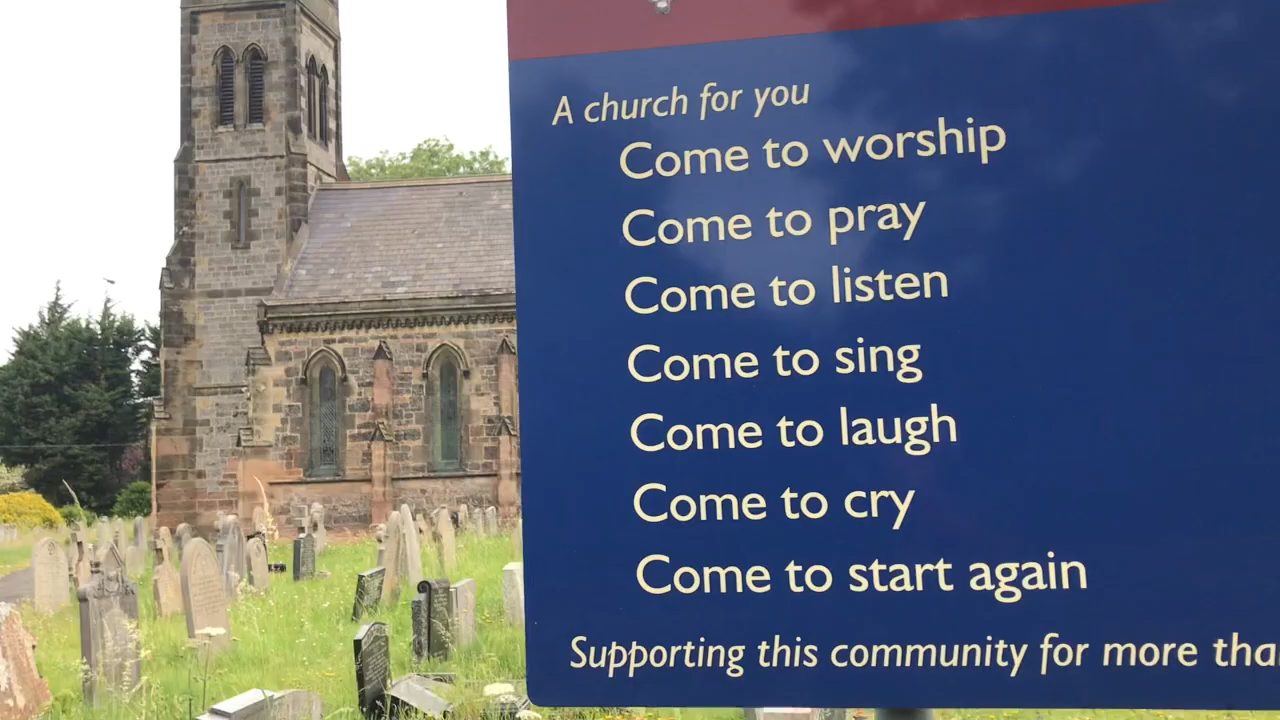 A church for you
Come to worship
Come to pray
Come to listen
Come to sing
Come to laugh
Come to cry
Come to start again
Supporting this community for more